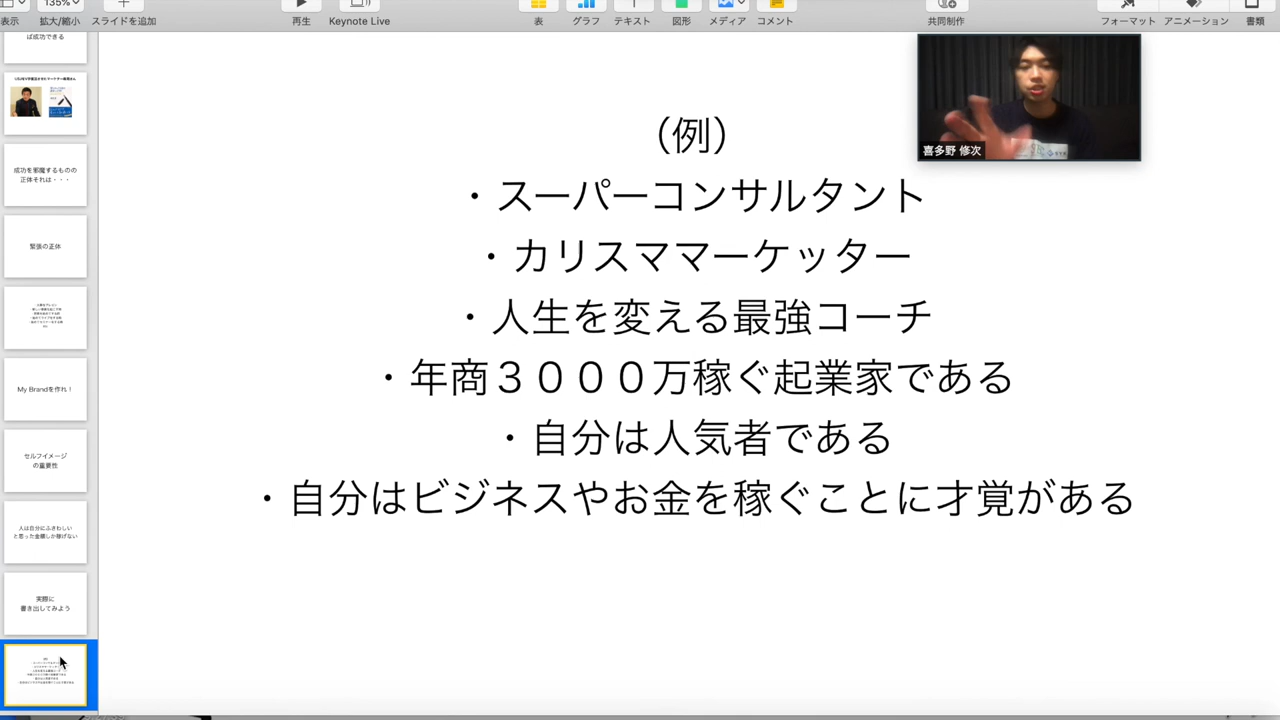 表示
135%
拡大/縮小
スライドを追加
再生
Keynote Live
表
グラフ
テキスト
図形
メディア
コメント
共同制作
フォーマット
アニメーション
書類
ば成功できる
成功を邪魔するものの
正体それは・・・
緊張の正体
My Brandを作れ！
セルフイメージ
の重要性
人は自分にふさわしい
と思った金額しか稼げない
実際に
書き出してみよう
（例）
・スーパーコンサルタント
・カリスママーケッター
・人生を変える最強コーチ
・年商３０００万稼ぐ起業家である
・自分は人気者である
・自分はビジネスやお金を稼ぐことに才覚がある
喜多野 修次